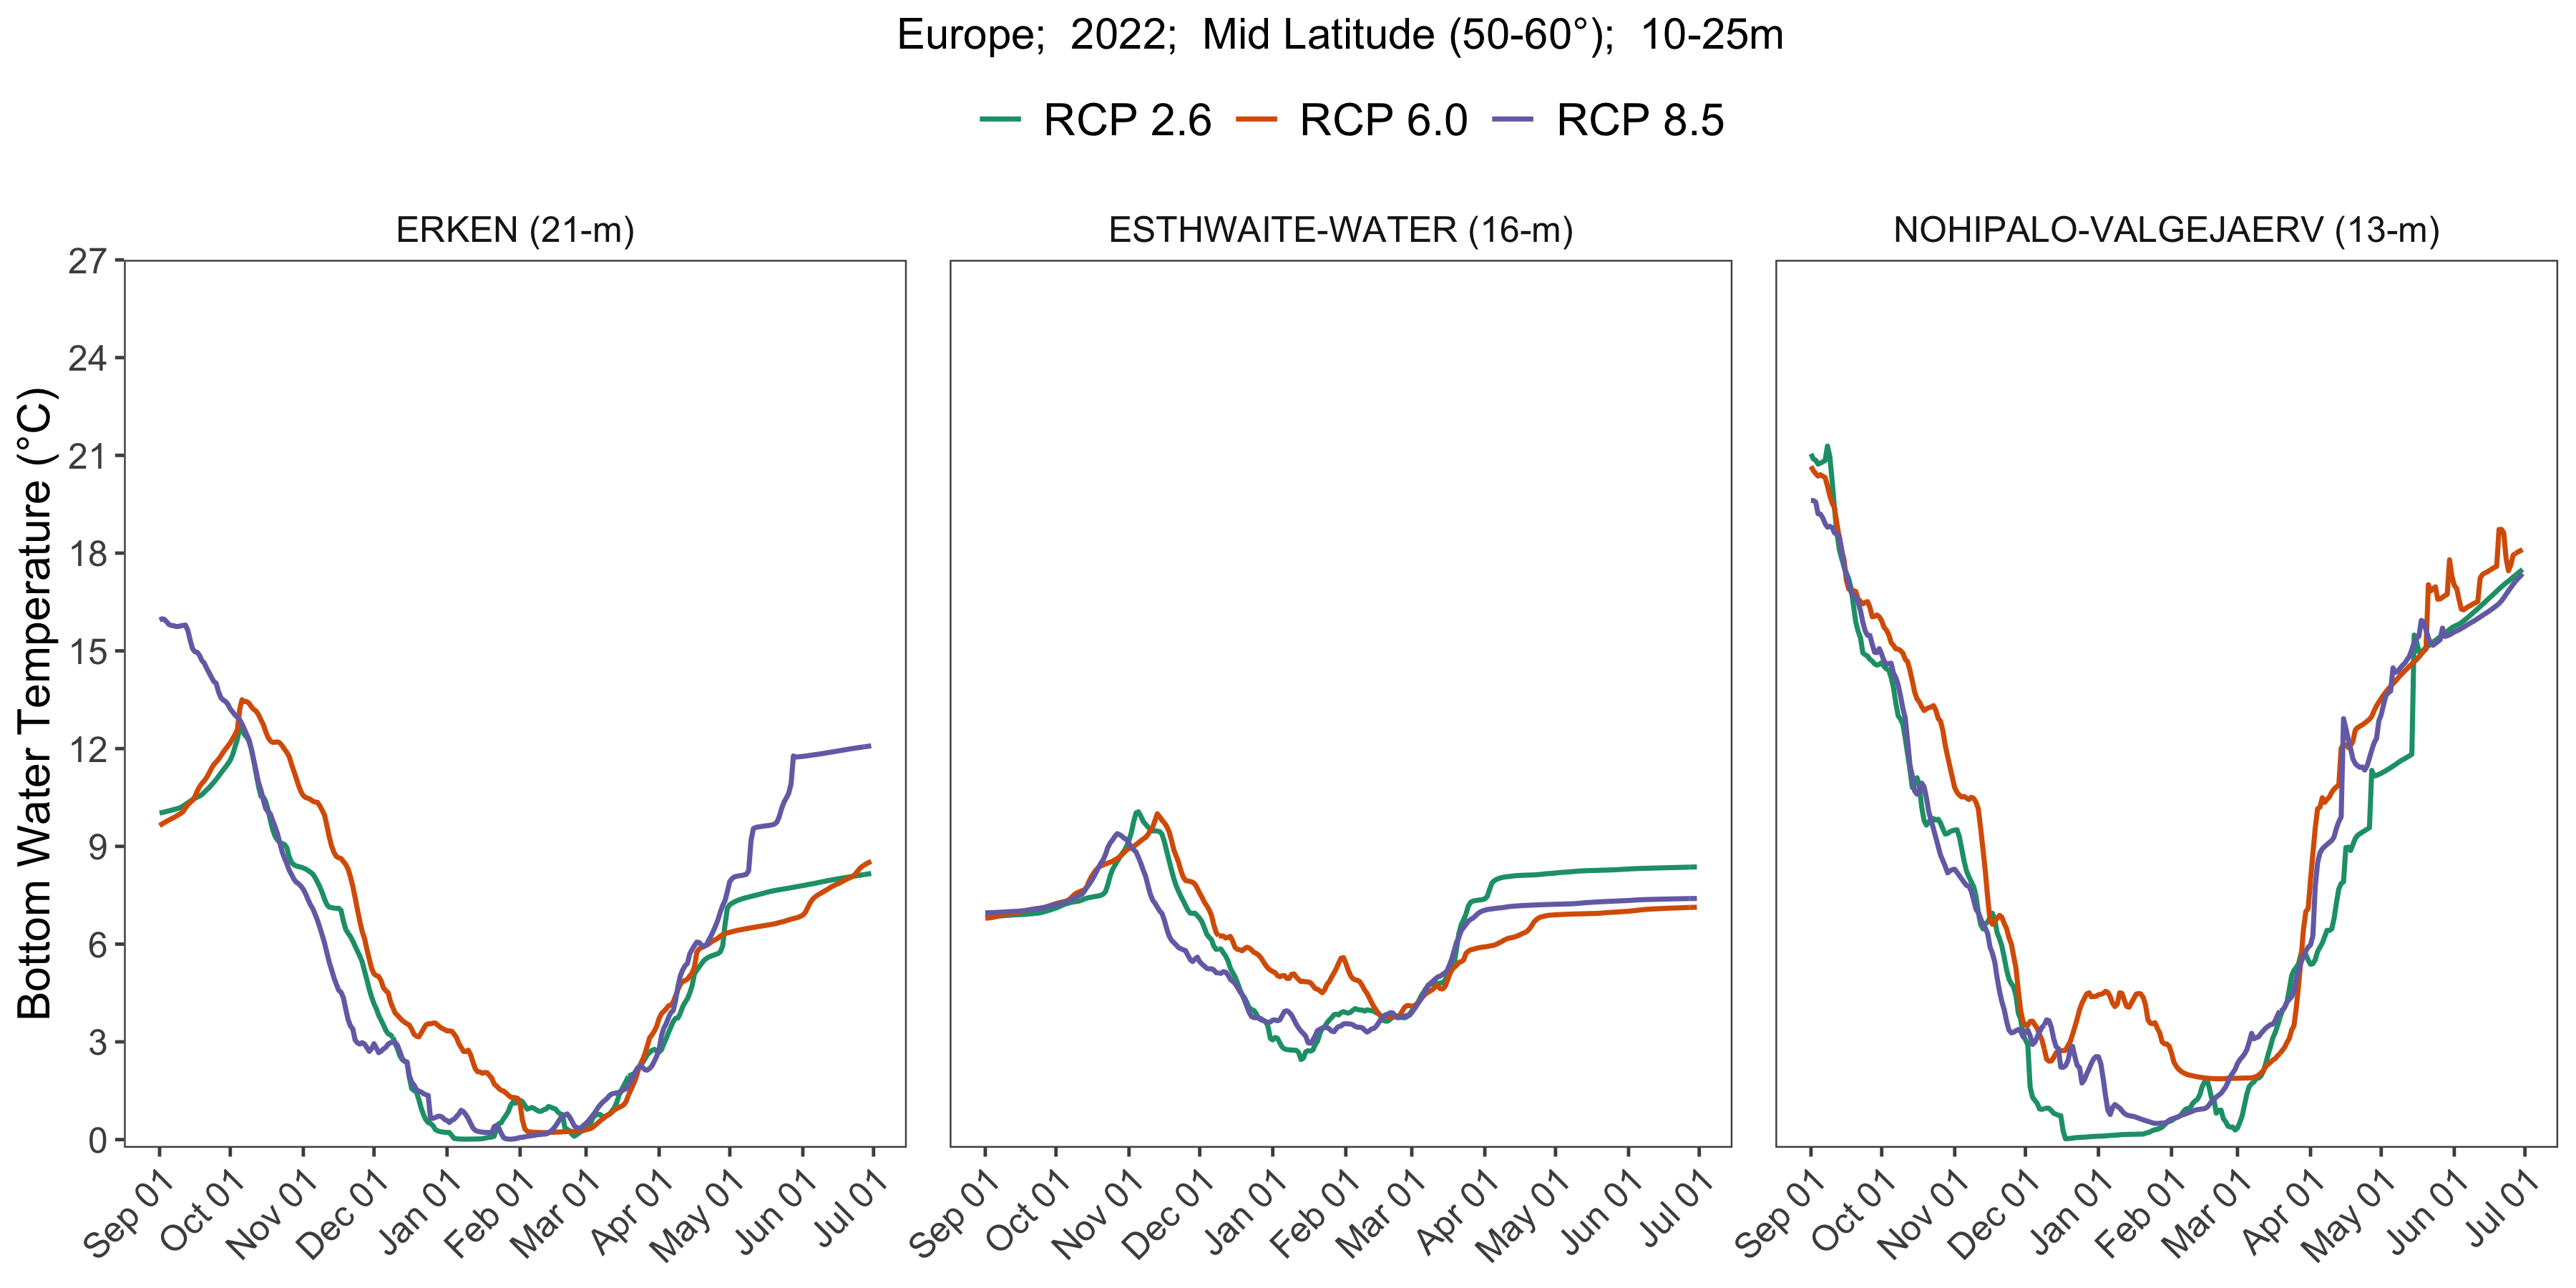 Europe;  2022;  Mid Latitude (50-60°);  10-25m
RCP 2.6 RCP 6.0 RCP 8.5
ERKEN (21-m) ESTHWAITE-WATER (16-m) NOHIPALO-VALGEJAERV (13-m)
Bottom Water Temperature (°C)
27
24
21
18
15
12
9
6
3
0
Sep 01 Oct 01 Nov 01 Dec 01 Jan 01 Feb 01 Mar 01 Apr 01 May 01 Jun 01 Jul 01 Sep 01 Oct 01 Nov 01 Dec 01 Jan 01 Feb 01 Mar 01 Apr 01 May 01 Jun 01 Jul 01 Sep 01 Oct 01 Nov 01 Dec 01 Jan 01 Feb 01 Mar 01 Apr 01 May 01 Jun 01 Jul 01